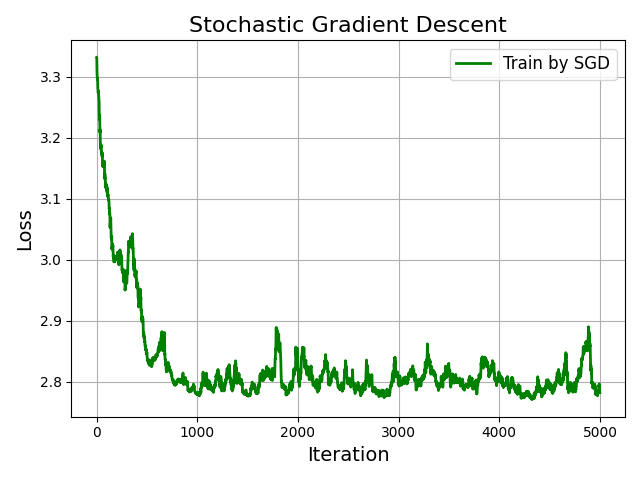 Stochastic Gradient Descent
Train by SGD
3.3
3.2
3.1
3.0
2.9
2.8
Loss
0 1000 2000 3000 4000 5000
Iteration